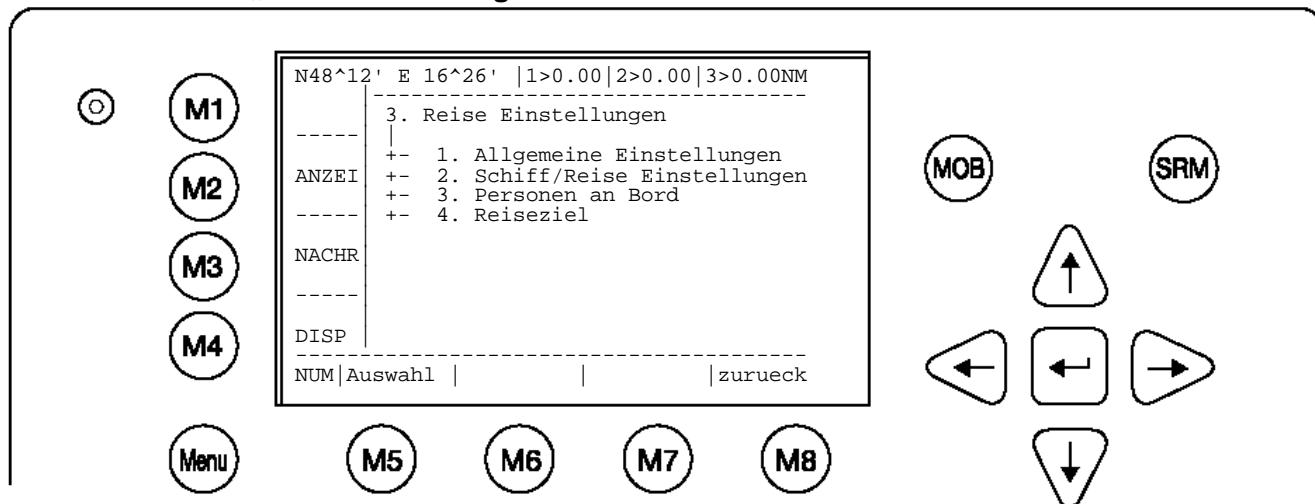 N48^12' E 16^26' |1>0.00|2>0.00|3>0.00NM
3. Reise Einstellungen
+- 1. Allgemeine Einstellungen
+- 2. Schiff/Reise Einstellungen
+- 3. Personen an Bord
+- 4. Reiseziel
ANZEI
NACHR
DISP
NUM|Auswahl | | |zurueck
M1
M2
M3
M4
Menu
M5
M6
M7
M8
MOB
SRM